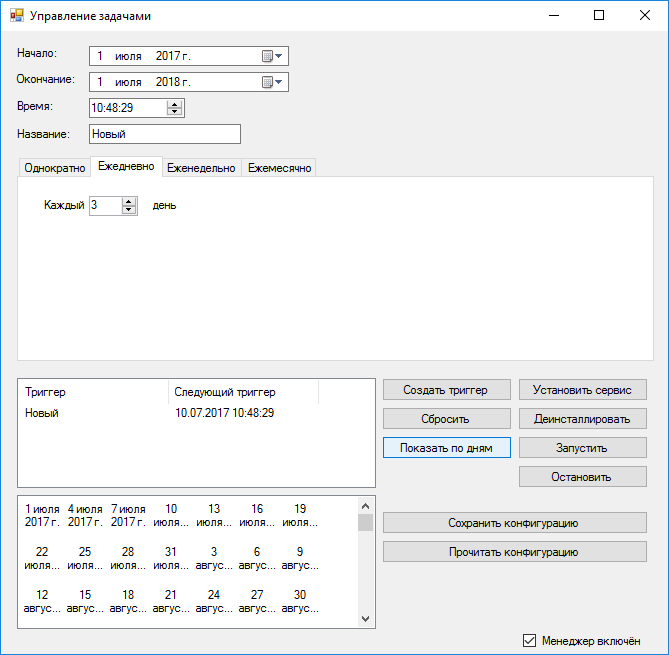 Управление задачами
Начало: 1 июля 2017 г.
Окончание: 1 июля 2018 г.
Время: 10:48:29
Название: Новый
Однократно Ежедневно Еженедельно Ежемесячно
Каждый 3 день
Триггер Следующий триггер
Новый 10.07.2017 10:48:29
Создать триггер Установить сервис
Сбросить Деинсталлировать
Показать по дням Запустить
Остановить
1 июля 4 июля 7 июля 10 13 16 19
2017 г. 2017 г. 2017 г. июля... июля... июля... июля...
22 25 28 31 3 6 9
июля... июля... июля... июля... авгус... авгус... авгус...
12 15 18 21 24 27 30
авгус... авгус... авгус... авгус... авгус... авгус... авгус...
Сохранить конфигурацию
Прочитать конфигурацию
Менеджер включён